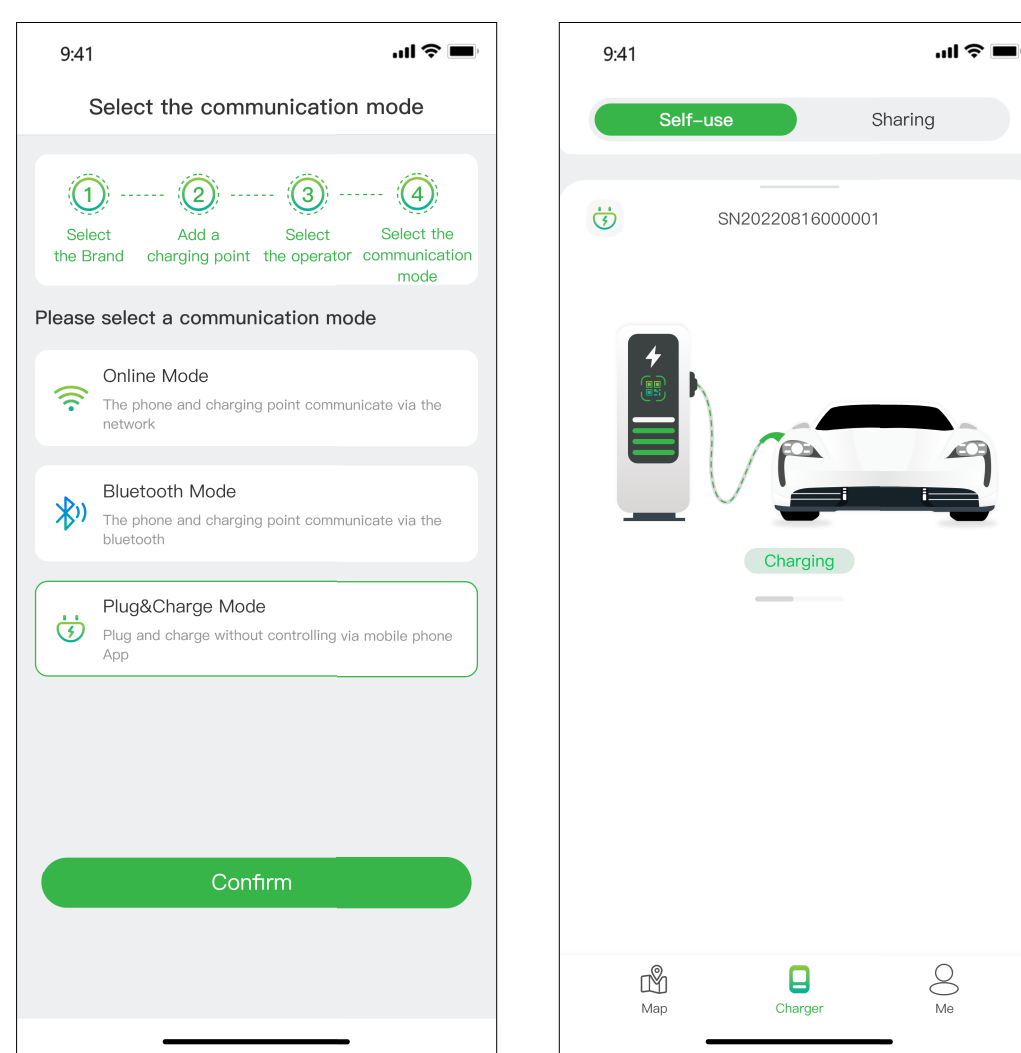 9:41
Select the communication mode
1
2
3
4
Select
the Brand
Add a
charging point
Select
the operator
Select the
communication
mode
Please select a communication mode
Online Mode
The phone and charging point communicate via the
network
Bluetooth Mode
The phone and charging point communicate via the
bluetooth
Plug&Charge Mode
Plug and charge without controlling via mobile phone
App
Confirm
9:41
Self-use
Sharing
SN20220816000001
Charging
Map
Charger
Me